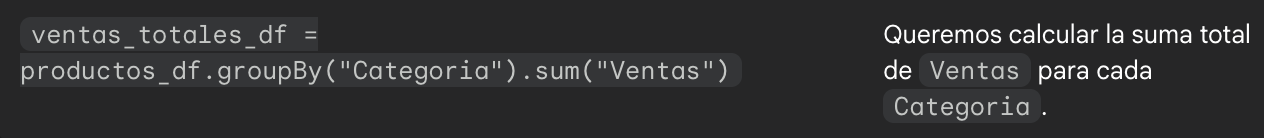 ventas_totales_df =
productos_df.groupBy("Categoria").sum("Ventas")
Queremos calcular la suma total
de Ventas para cada
Categoria.